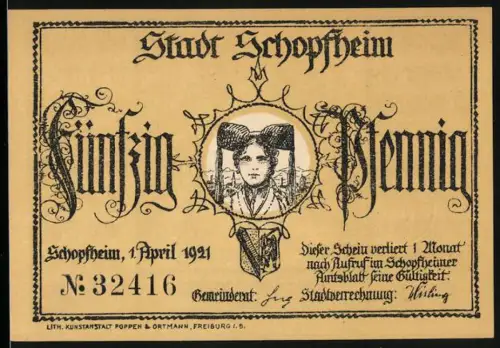 Stadt Schopfheim
Fünfzig Pfennig
Schopfheim, 1. April 1921
No. 32416
Dieser Schein verliert 1 Monat
nach Aufruf im Schopfheimer
Amtsblatt seine Gültigkeit.
Gemeinderat: Stadtverrechnung:
LITH. KUNSTANSTALT POPPEN & ORTMANN, FREIBURG I. B.